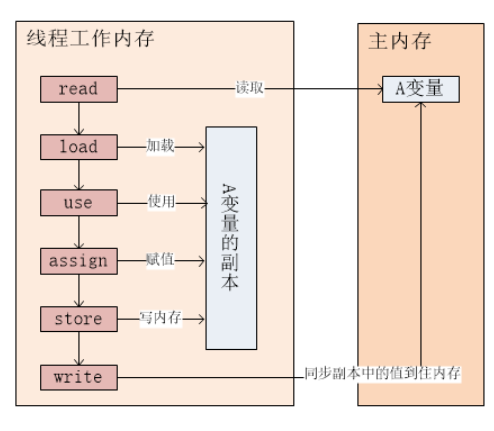 线程工作内存
主内存
read
读取
A变量
load
加载
use
使用
A变量的副本
assign
赋值
store
写内存
write
同步副本中的值到住内存